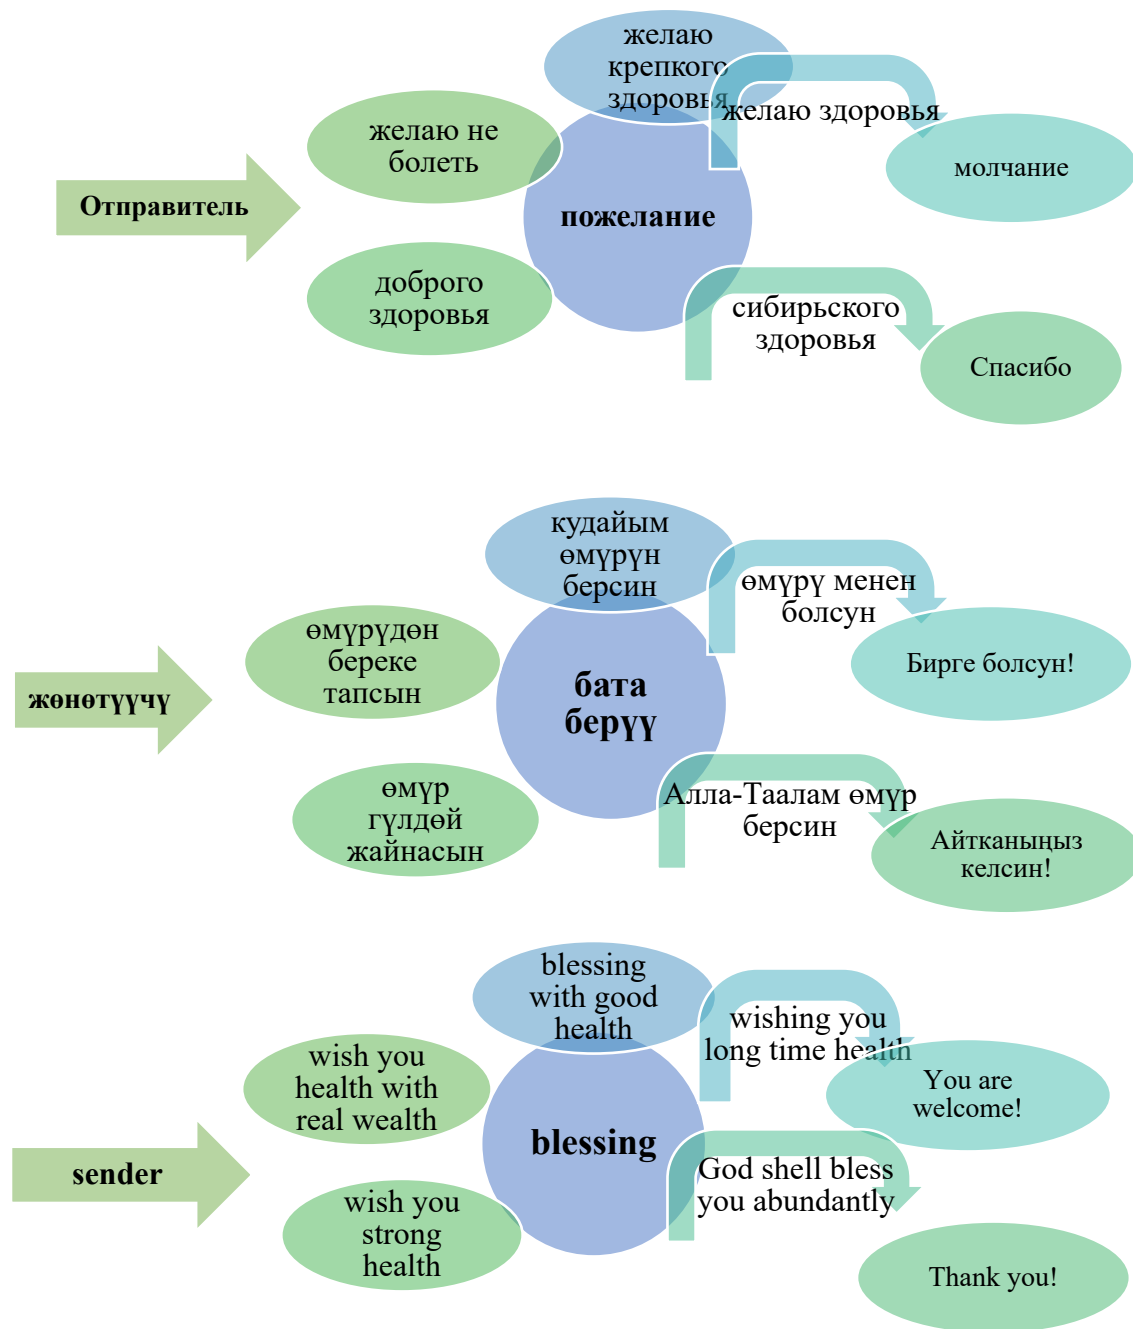 желаю
крепкого
здоровья
желаю здоровья
желаю не
болеть
молчание
Отправитель
пожелание
доброго
здоровья
сибирьского
здоровья
Спасибо
кудайым
өмүрүн
берсин
өмүрү менен
болсун
өмүрүдөн
береке
тапсын
Бирге болсун!
жөнөтүүчү
бата
берүү
өмүр
гүлдөй
жайнасын
Алла-Таалам өмүр
берсин
Айтканыңыз
келсин!
blessing
with good
health
wishing you
long time health
wish you
health with
real wealth
You are
welcome!
sender
blessing
God shell bless
you abundantly
wish you
strong
health
Thank you!